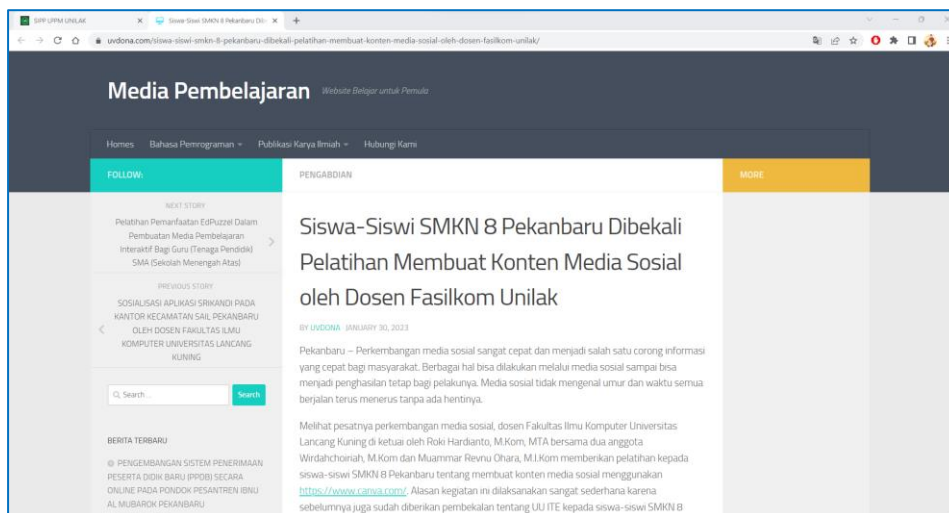 SIPP LPPM UNILAK
Siswa-Siswi SMKN 8 Pekanbaru Dib
uvdona.com/siswa-siswi-smkn-8-pekanbaru-dibekali-pelatihan-membuat-konten-media-sosial-oleh-dosen-fasilkom-unilak/
Media Pembelajaran
Website Belajar untuk Pemula
Homes
Bahasa Pemrograman
Publikasi Karya Ilmiah
Hubungi Kami
FOLLOW:
NEXT STORY
Pelatihan Pemanfaatan EdPuzzel Dalam
Pembuatan Media Pembelajaran
Interaktif Bagi Guru (Tenaga Pendidik)
SMA (Sekolah Menengah Atas)
PREVIOUS STORY
SOSIALISASI APLIKASI SRIKANDI PADA
KANTOR KECAMATAN SAIL PEKANBARU
OLEH DOSEN FAKULTAS ILMU
KOMPUTER UNIVERSITAS LANCANG
KUNING
Search ...
Search
BERITA TERBARU
PENGEMBANGAN SISTEM PENERIMAAN
PESERTA DIDIK BARU (PPDB) SECARA
ONLINE PADA PONDOK PESANTREN IBNU
AL MUBAROK PEKANBARU
PENGABDIAN
Siswa-Siswi SMKN 8 Pekanbaru Dibekali
Pelatihan Membuat Konten Media Sosial
oleh Dosen Fasilkom Unilak
BY UVDONA JANUARY 30, 2023
Pekanbaru – Perkembangan media sosial sangat cepat dan menjadi salah satu corong informasi
yang cepat bagi masyarakat. Berbagai hal bisa dilakukan melalui media sosial sampai bisa
menjadi penghasilan tetap bagi pelakunya. Media sosial tidak mengenal umur dan waktu semua
berjalan terus menerus tanpa ada hentinya.
Melihat pesatnya perkembangan media sosial, dosen Fakultas Ilmu Komputer Universitas
Lancang Kuning di ketuai oleh Roki Hardianto, M.Kom, MTA bersama dua anggota
Wirdahchoiriah, M.Kom dan Muammar Revnu Ohara, M.I.Kom memberikan pelatihan kepada
siswa-siswi SMKN 8 Pekanbaru tentang membuat konten media sosial menggunakan
https://www.canva.com/. Alasan kegiatan ini dilaksanakan sangat sederhana karena
sebelumnya juga sudah diberikan pembekalan tentang UU ITE kepada siswa-siswi SMKN 8
MORE